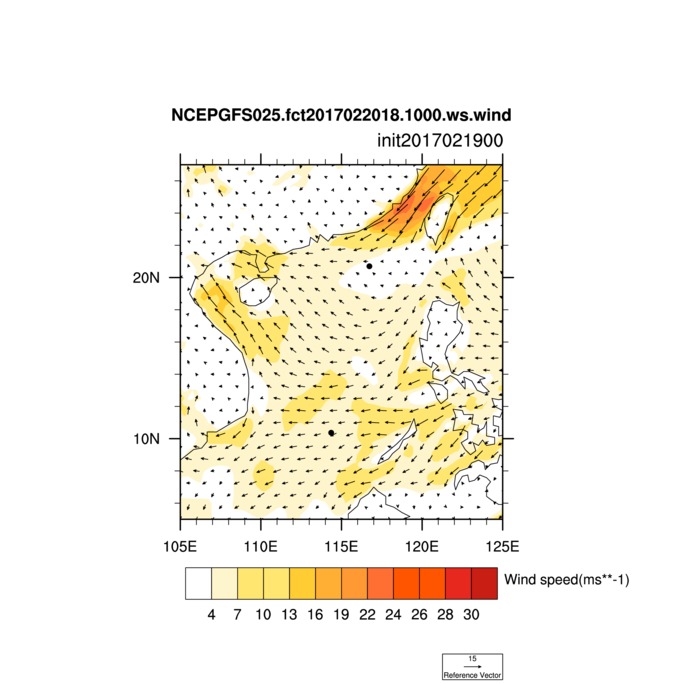 NCEPGFS025.fct2017022018.1000.ws.wind
init2017021900
20N
10N
105E 110E 115E 120E 125E
Wind speed(ms**-1)
4 7 10 13 16 19 22 24 26 28 30
15
Reference Vector